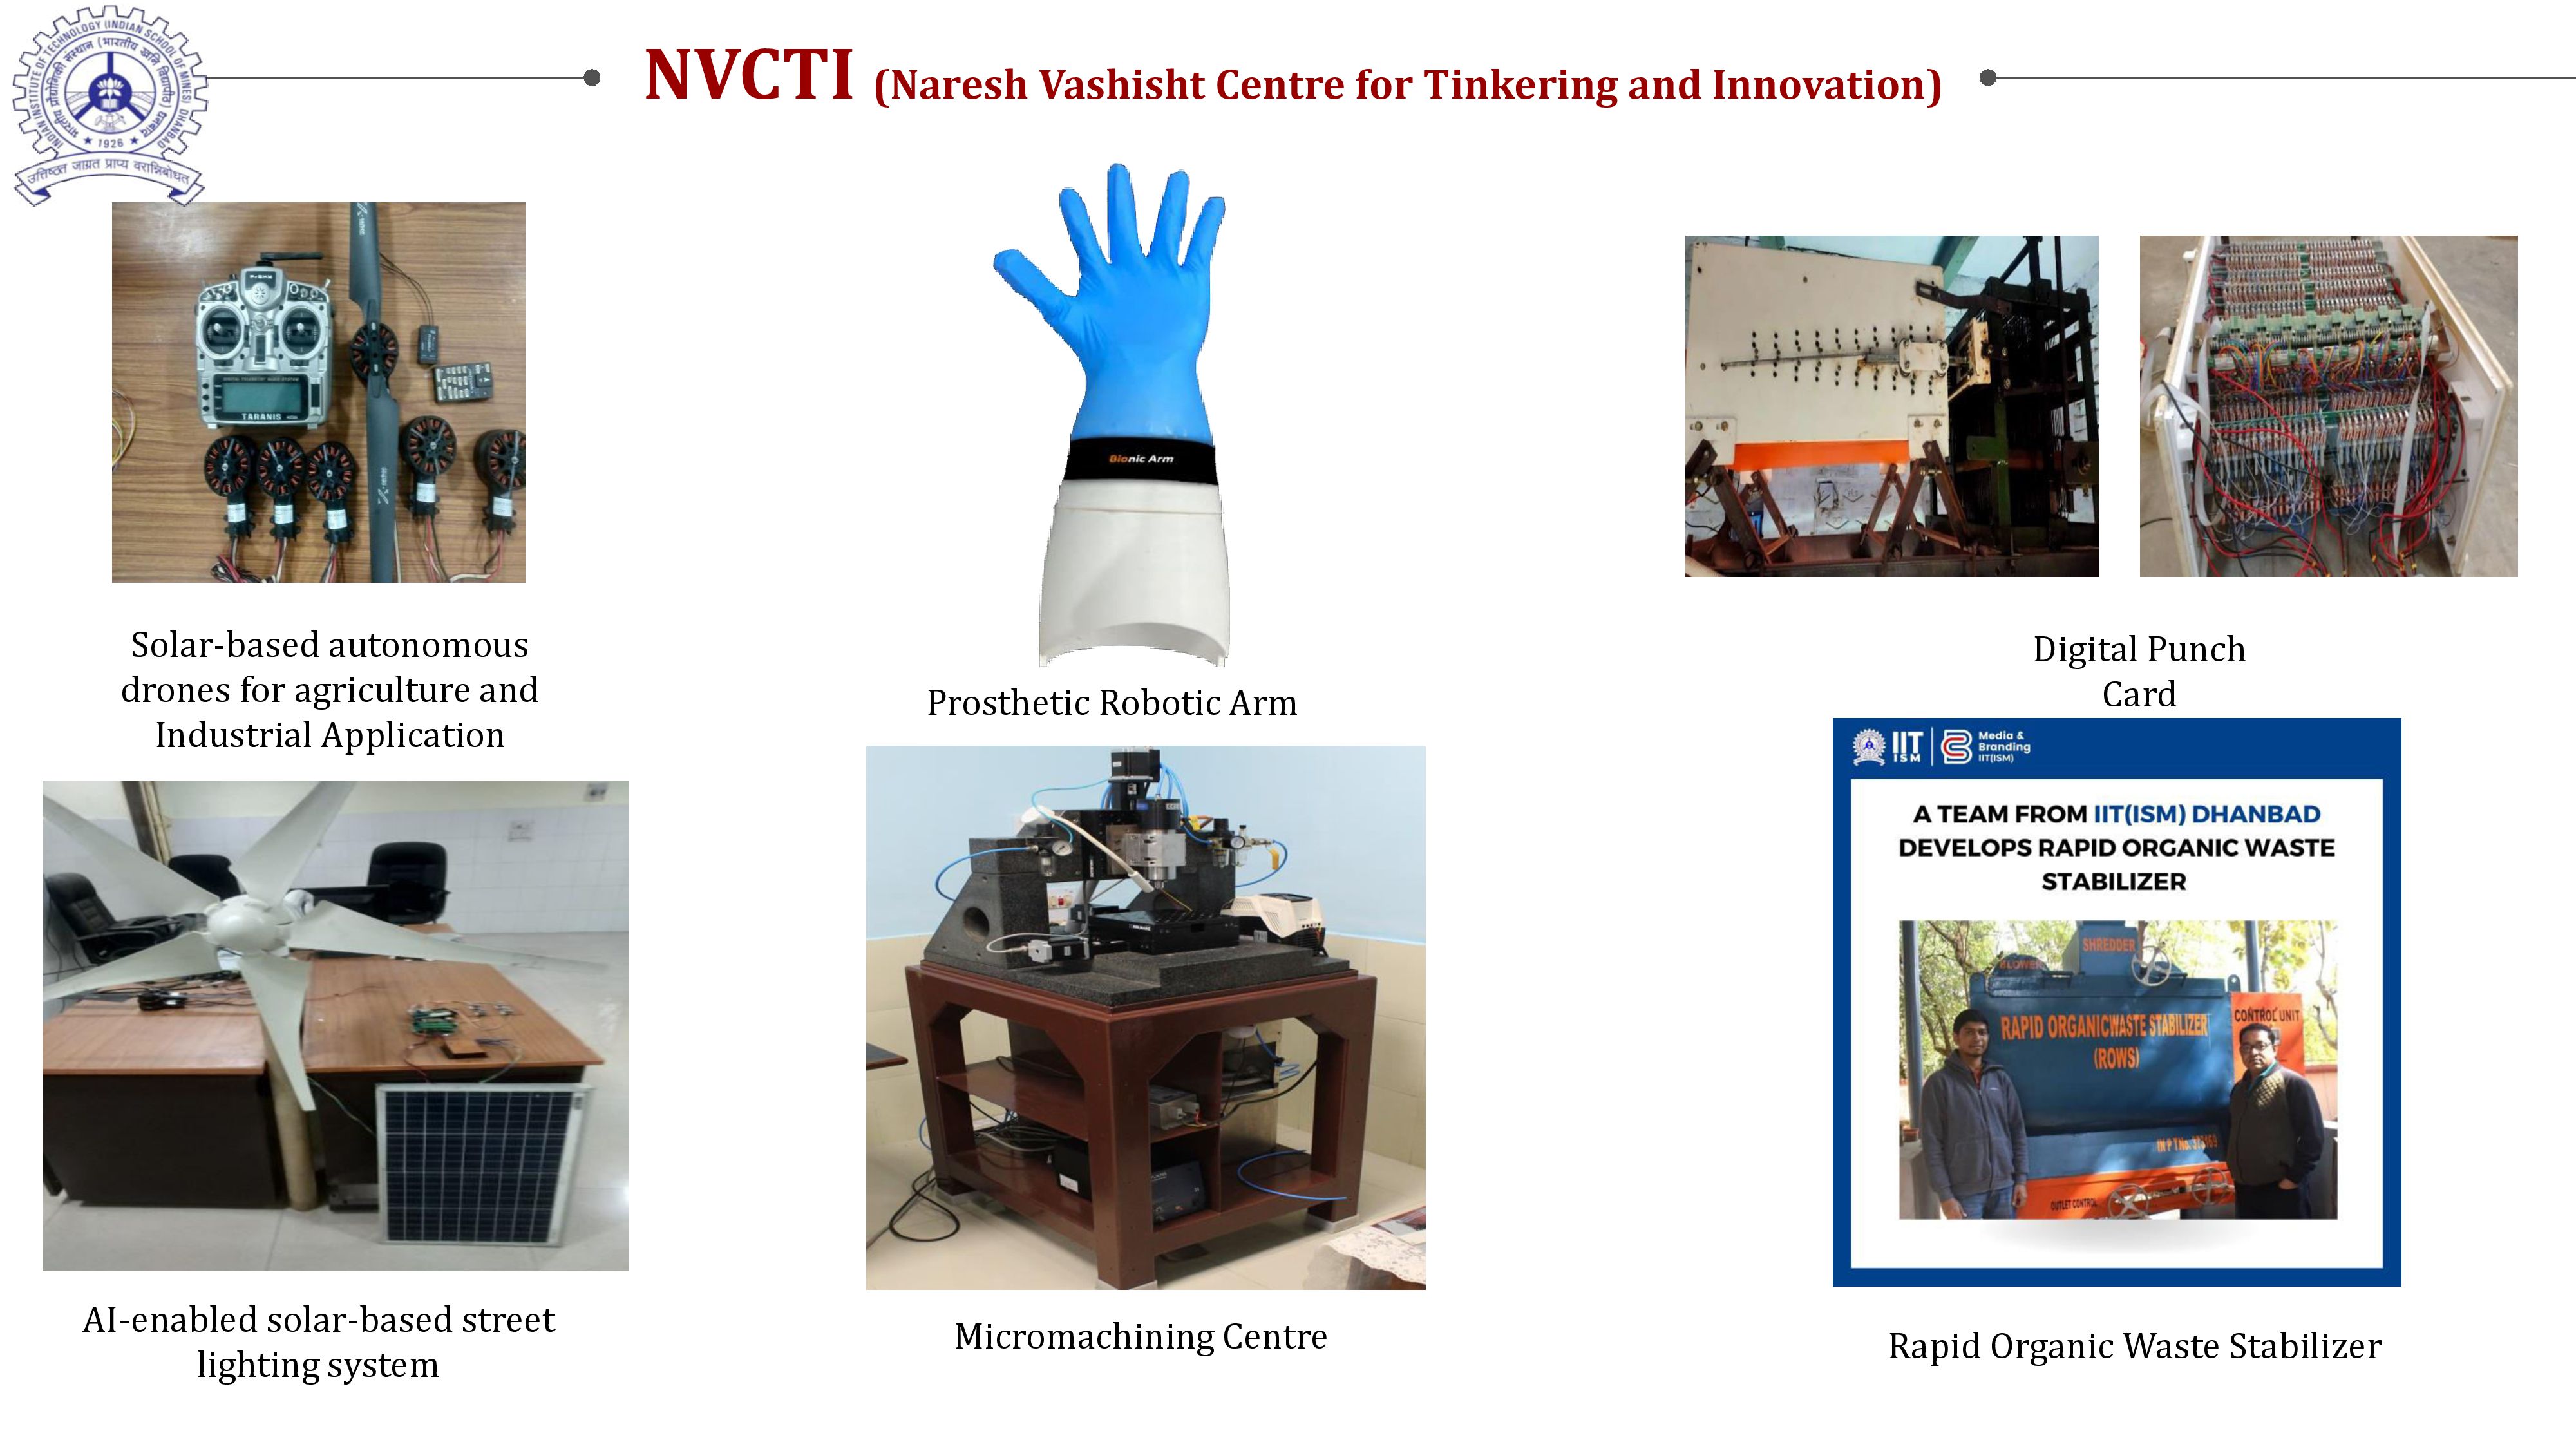 INDIAN INSTITUTE OF TECHNOLOGY (INDIAN SCHOOL OF MINES) DHANBAD
1926
उत्तिष्ठत जाग्रत प्राप्य वरान्निबोधत
NVCTI (Naresh Vashisht Centre for Tinkering and Innovation)
TARANIS
Solar-based autonomous
drones for agriculture and
Industrial Application
Bionic Arm
Prosthetic Robotic Arm
Digital Punch
Card
AI-enabled solar-based street
lighting system
Micromachining Centre
IIT
ISM
Media &
Branding
IIT(ISM)
A TEAM FROM IIT(ISM) DHANBAD
DEVELOPS RAPID ORGANIC WASTE
STABILIZER
SHREDDER
BLOWER
CONTROL UNIT
RAPID ORGANICWASTE STABILIZER
(ROWS)
OUTLET CONTROL
Rapid Organic Waste Stabilizer